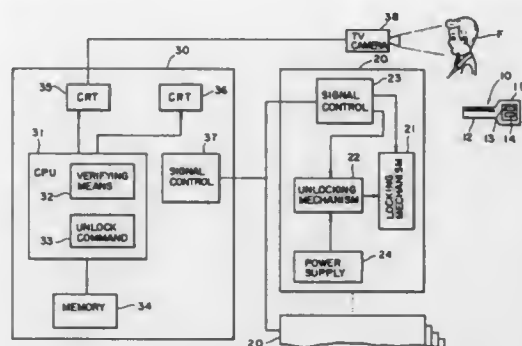 38
TV
CAMERA
F
30
20
35
CRT
CRT
36
23
SIGNAL
CONTROL
10
11
12
13
14
31
CPU
VERIFYING
MEANS
32
UNLOCK
COMMAND
33
37
SIGNAL
CONTROL
22
UNLOCKING
MECHANISM
21
LOCKING
MECHANISM
POWER
SUPPLY
24
MEMORY
34
20